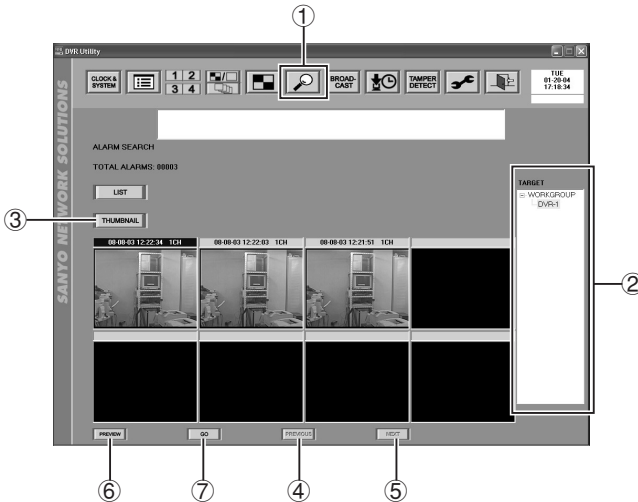 ①
DVR Utility
CLOCK & SYSTEM
1 2
3 4
BROAD-CAST
TAMPER DETECT
TUE
01-20-04
17:18:34
SANYO NETWORK SOLUTIONS
ALARM SEARCH
TOTAL ALARMS: 00003
LIST
THUMBNAIL
③
TARGET
WORKGROUP
DVR-1
②
08-08-03 12:22:34 1CH
08-08-03 12:22:03 1CH
08-08-03 12:21:51 1CH
PREVIEW
GO
PREVIOUS
NEXT
⑥
⑦
④
⑤